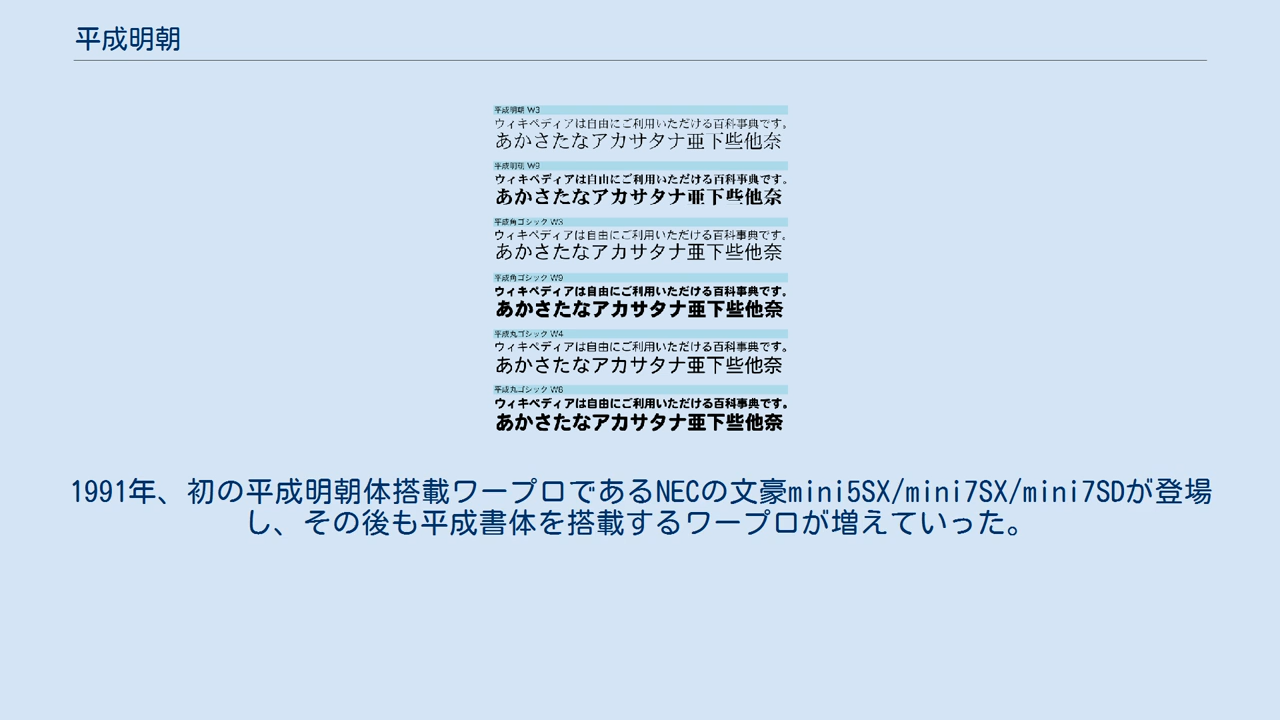 平成明朝
平成明朝 W3
ウィキペディアは自由にご利用いただける百科事典です。
あかさたなアカサタナ亜下些他奈
平成明朝 W9
ウィキペディアは自由にご利用いただける百科事典です。
あかさたなアカサタナ亜下些他奈
平成角ゴシック W3
ウィキペディアは自由にご利用いただける百科事典です。
あかさたなアカサタナ亜下些他奈
平成角ゴシック W9
ウィキペディアは自由にご利用いただける百科事典です。
あかさたなアカサタナ亜下些他奈
平成丸ゴシック W4
ウィキペディアは自由にご利用いただける百科事典です。
あかさたなアカサタナ亜下些他奈
平成丸ゴシック W8
ウィキペディアは自由にご利用いただける百科事典です。
あかさたなアカサタナ亜下些他奈
1991年、初の平成明朝体搭載ワープロであるNECの文豪mini5SX/mini7SX/mini7SDが登場
し、その後も平成書体を搭載するワープロが増えていった。